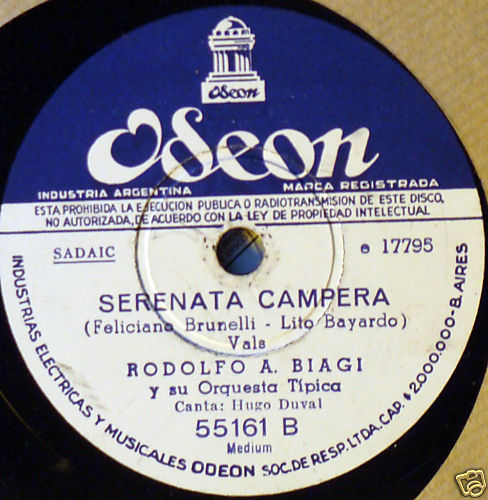 Odeon
Odeon
INDUSTRIA ARGENTINA
MARCA REGISTRADA
ESTA PROHIBIDA LA EJECUCION PUBLICA O RADIOTRANSMISION DE ESTE DISCO,
NO AUTORIZADA, DE ACUERDO CON LA LEY DE PROPIEDAD INTELECTUAL
SADAIC
e 17795
SERENATA CAMPERA
(Feliciano Brunelli - Lito Bayardo)
Vals
RODOLFO A. BIAGI
y su Orquesta Típica
Canta: Hugo Duval
55161 B
Medium
INDUSTRIAS ELECTRICAS Y MUSICALES ODEON SOC. DE RESP. LTDA. CAP. $ 2.000.000-B. AIRES